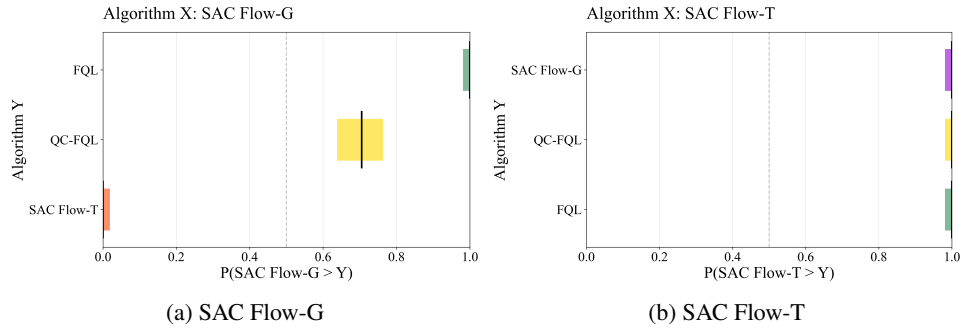 Algorithm X: SAC Flow-G
Algorithm Y
FQL
QC-FQL
SAC Flow-T
0.0 0.2 0.4 0.6 0.8 1.0
P(SAC Flow-G > Y)
(a) SAC Flow-G
Algorithm X: SAC Flow-T
Algorithm Y
SAC Flow-G
QC-FQL
FQL
0.0 0.2 0.4 0.6 0.8 1.0
P(SAC Flow-T > Y)
(b) SAC Flow-T